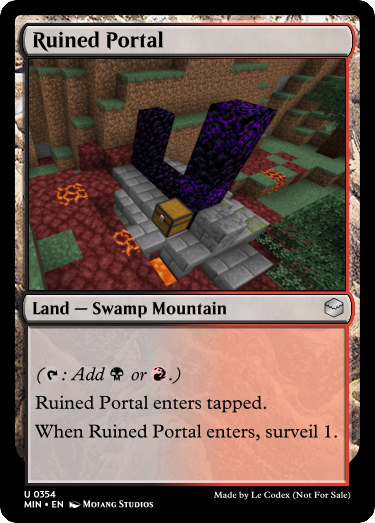 Ruined Portal
Land — Swamp Mountain
(: Add or .)
Ruined Portal enters tapped.
When Ruined Portal enters, surveil 1.
U 0354
MIN • EN Mojang Studios
Made by Le Codex (Not For Sale)